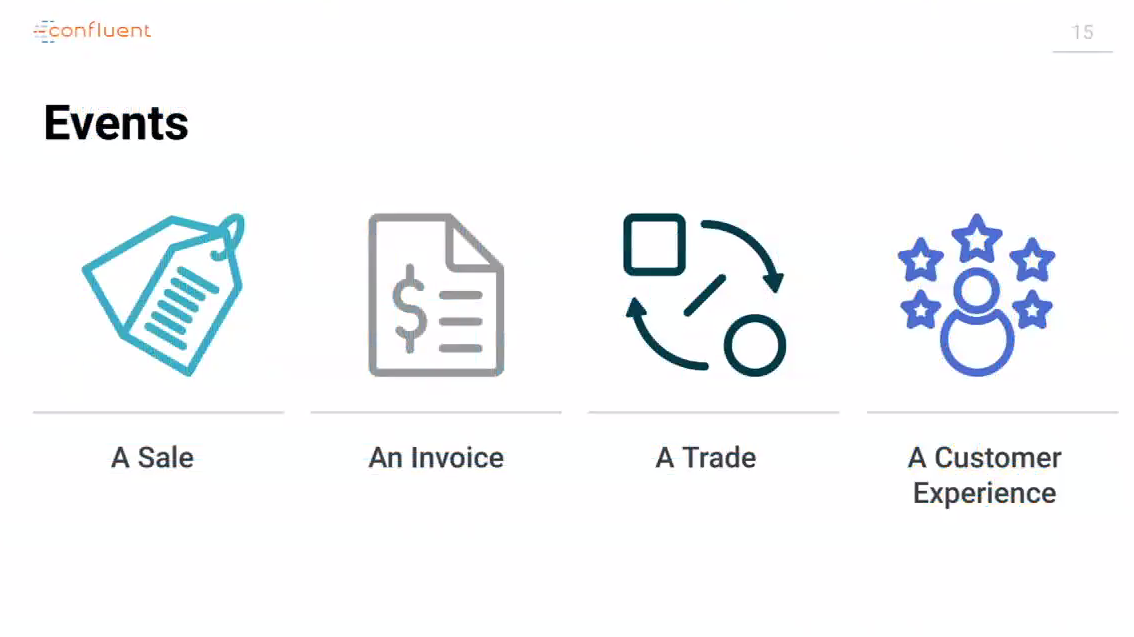 confluent
15
Events
$
A Sale
An Invoice
A Trade
A Customer
Experience